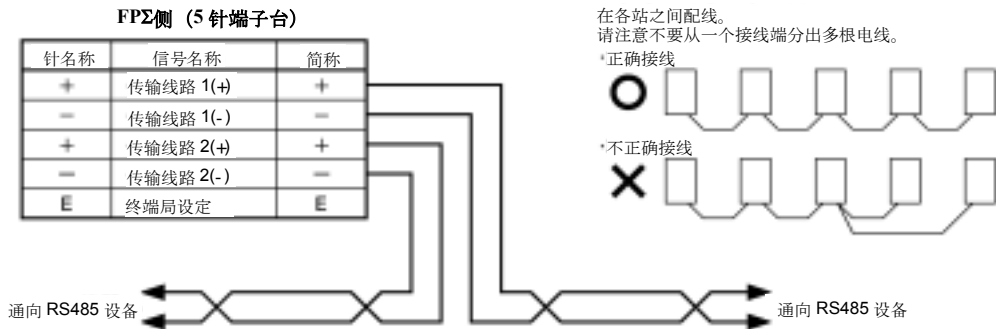 FPΣ侧（5 针端子台）
针名称 信号名称 简称
+ 传输线路 1(+) +
− 传输线路 1(-) −
+ 传输线路 2(+) +
− 传输线路 2(-) −
E 终端局设定 E
通向 RS485 设备
通向 RS485 设备
在各站之间配线。
请注意不要从一个接线端分出多根电线。
*正确接线
*不正确接线